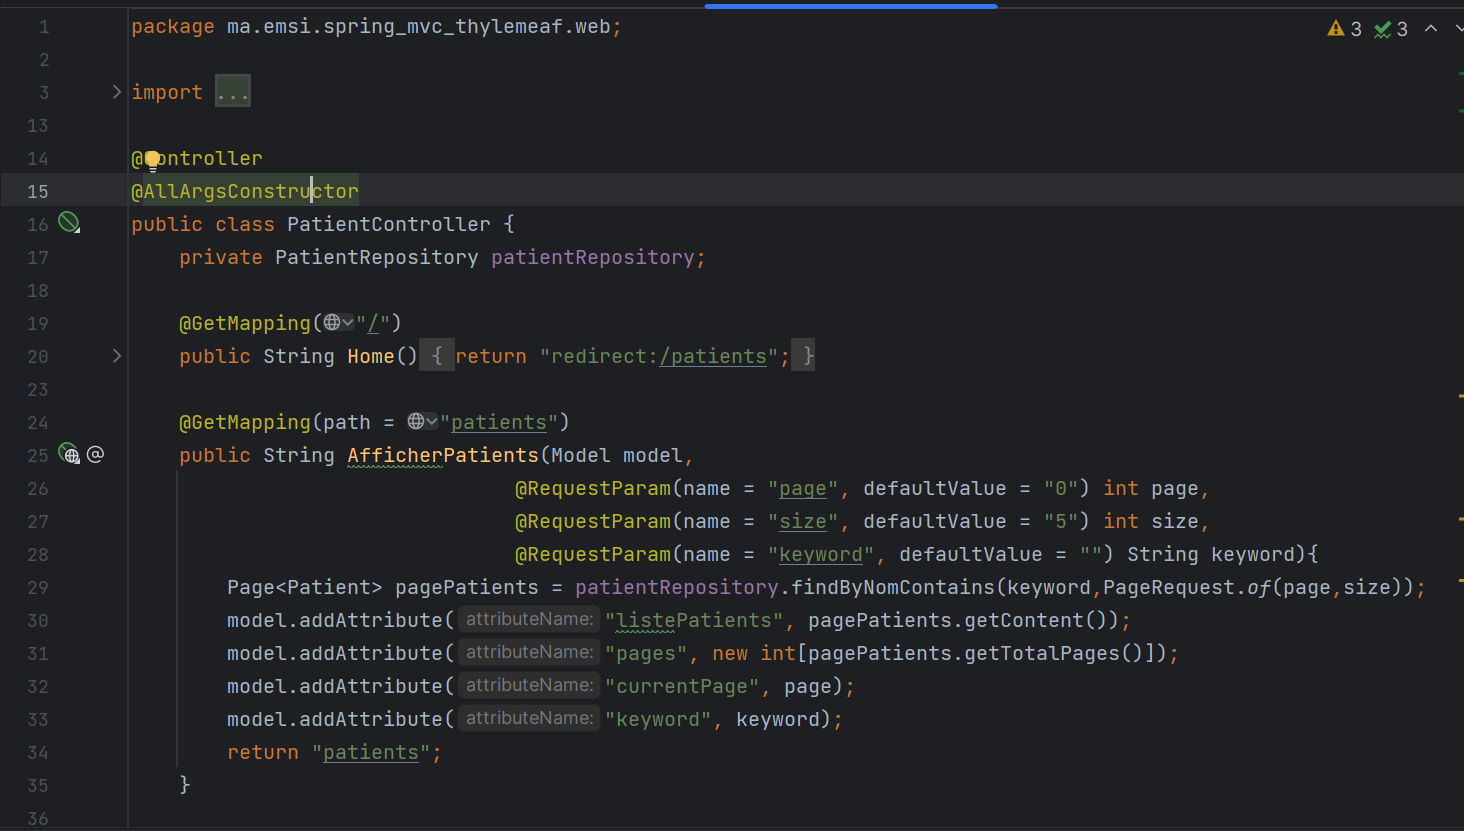 ⚠ 3 ✓ 3
1 package ma.emsi.spring_mvc_thylemeaf.web;
2
3 import ...
13
14 @Controller
15 @AllArgsConstructor
16 public class PatientController {
17 private PatientRepository patientRepository;
18
19 @GetMapping("/")
20 public String Home() { return "redirect:/patients"; }
23
24 @GetMapping(path = "patients")
25 public String AfficherPatients(Model model,
26 @RequestParam(name = "page", defaultValue = "0") int page,
27 @RequestParam(name = "size", defaultValue = "5") int size,
28 @RequestParam(name = "keyword", defaultValue = "") String keyword){
29 Page<Patient> pagePatients = patientRepository.findByNomContains(keyword,PageRequest.of(page,size));
30 model.addAttribute( attributeName: "listePatients", pagePatients.getContent());
31 model.addAttribute( attributeName: "pages", new int[pagePatients.getTotalPages()]);
32 model.addAttribute( attributeName: "currentPage", page);
33 model.addAttribute( attributeName: "keyword", keyword);
34 return "patients";
35 }
36